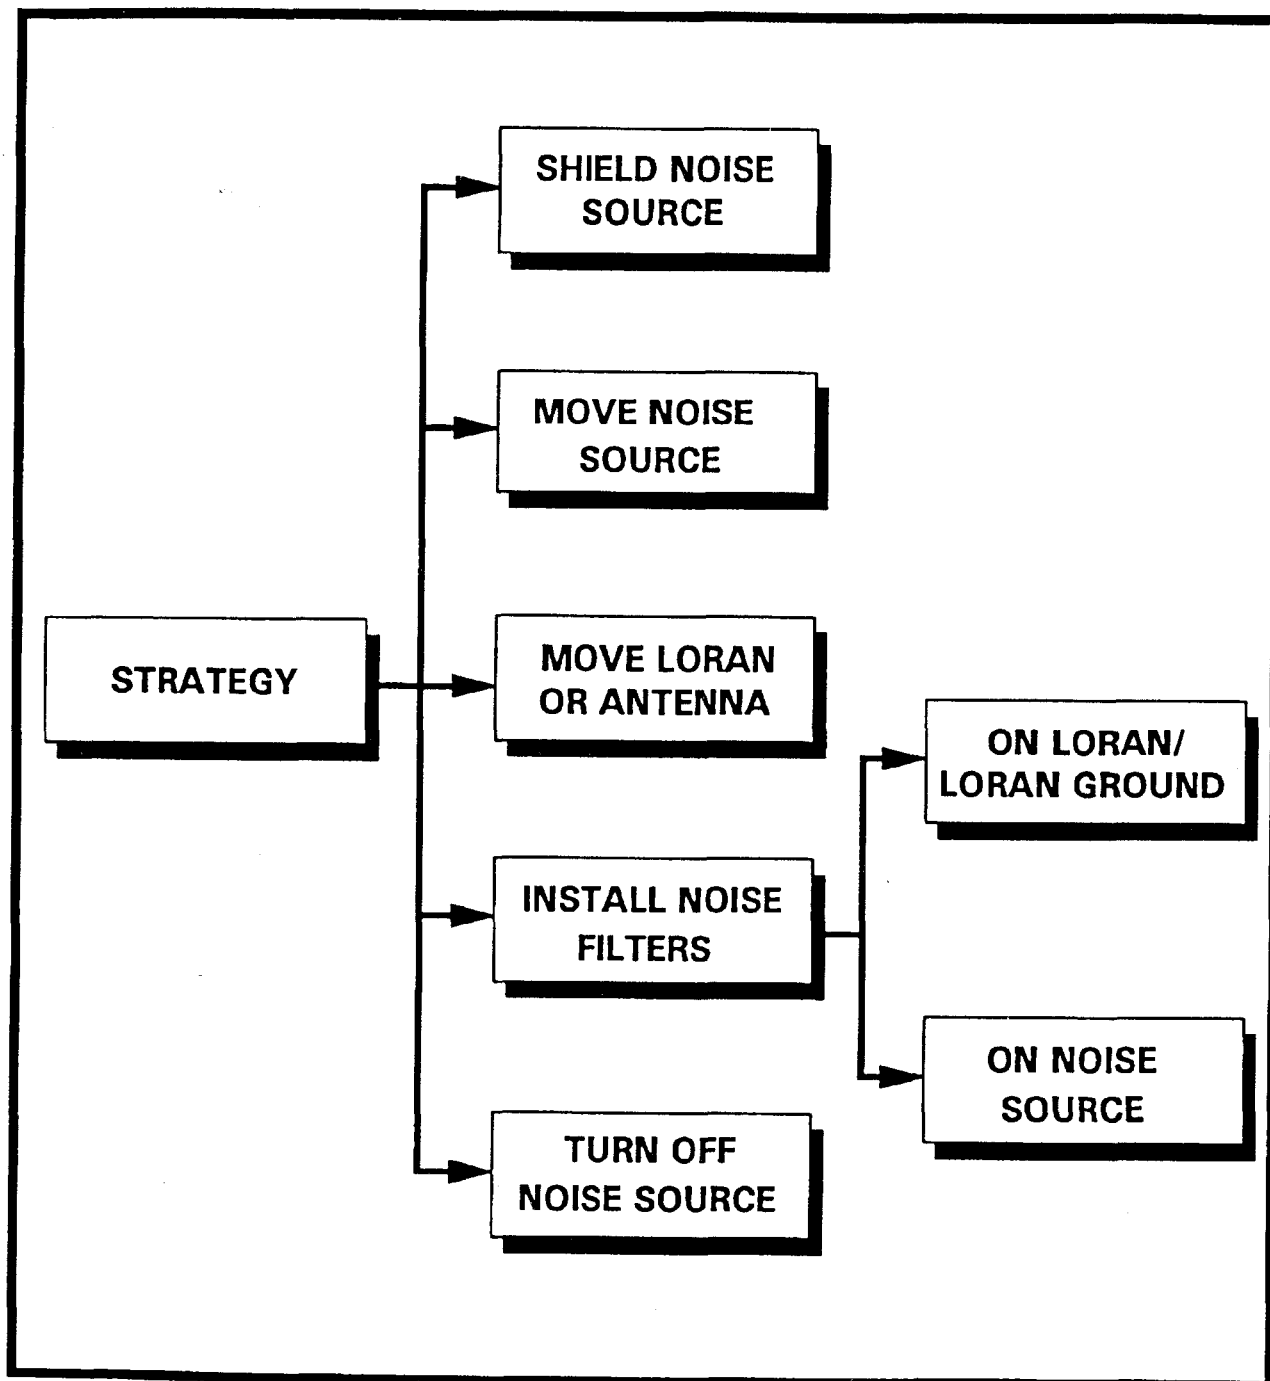 SHIELD NOISE
SOURCE
MOVE NOISE
SOURCE
STRATEGY
MOVE LORAN
OR ANTENNA
ON LORAN/
LORAN GROUND
INSTALL NOISE
FILTERS
ON NOISE
SOURCE
TURN OFF
NOISE SOURCE